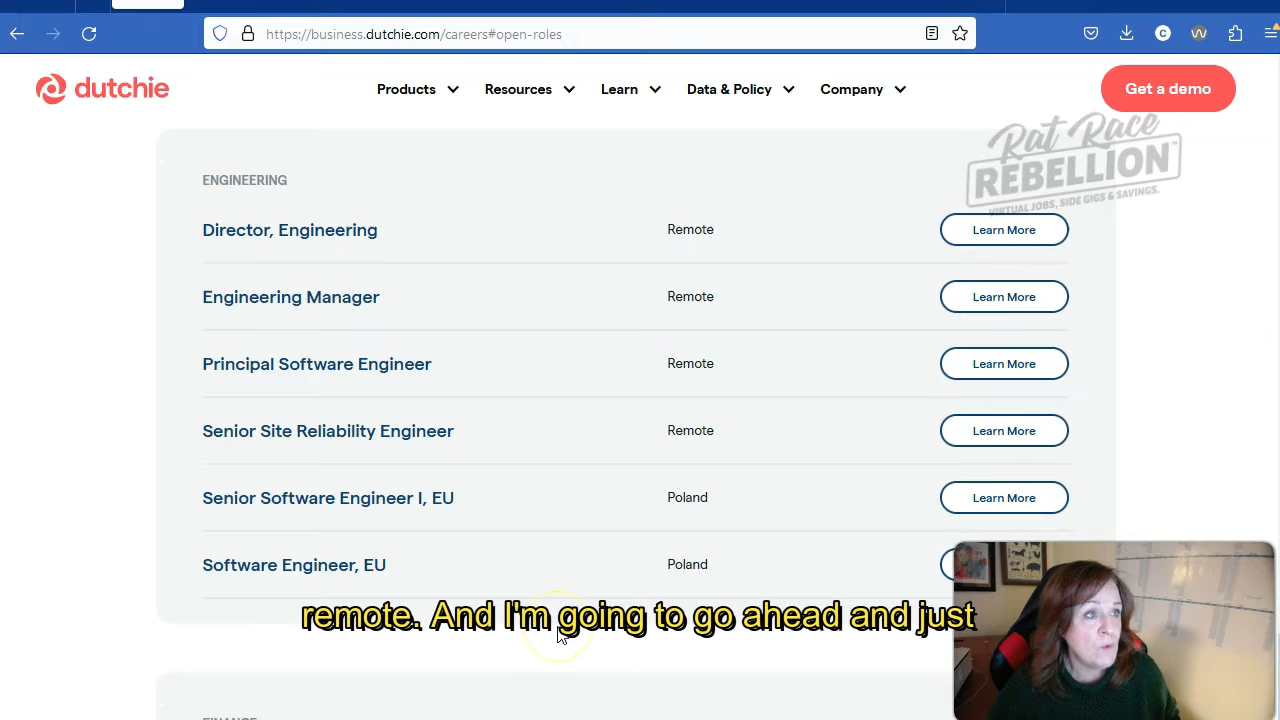 https://business.dutchie.com/careers#open-roles
C
dutchie
Products
Resources
Learn
Data & Policy
Company
Get a demo
Rat Race
REBELLION™
VIRTUAL JOBS, SIDE GIGS & SAVINGS.
ENGINEERING
Director, Engineering Remote Learn More
Engineering Manager Remote Learn More
Principal Software Engineer Remote Learn More
Senior Site Reliability Engineer Remote Learn More
Senior Software Engineer I, EU Poland Learn More
Software Engineer, EU Poland
remote. And I'm going to go ahead and just
FINANCE